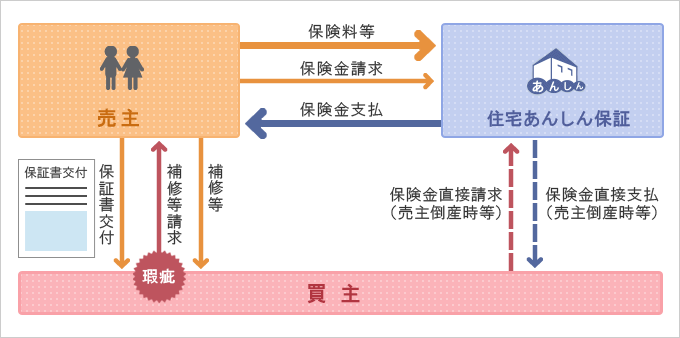 保険料等
保険金請求
保険金支払
売主
あんしん
住宅あんしん保証
保証書交付
保証書交付
補修等請求
補修等
瑕疵
保険金直接請求
（売主倒産時等）
保険金直接支払
（売主倒産時等）
買主